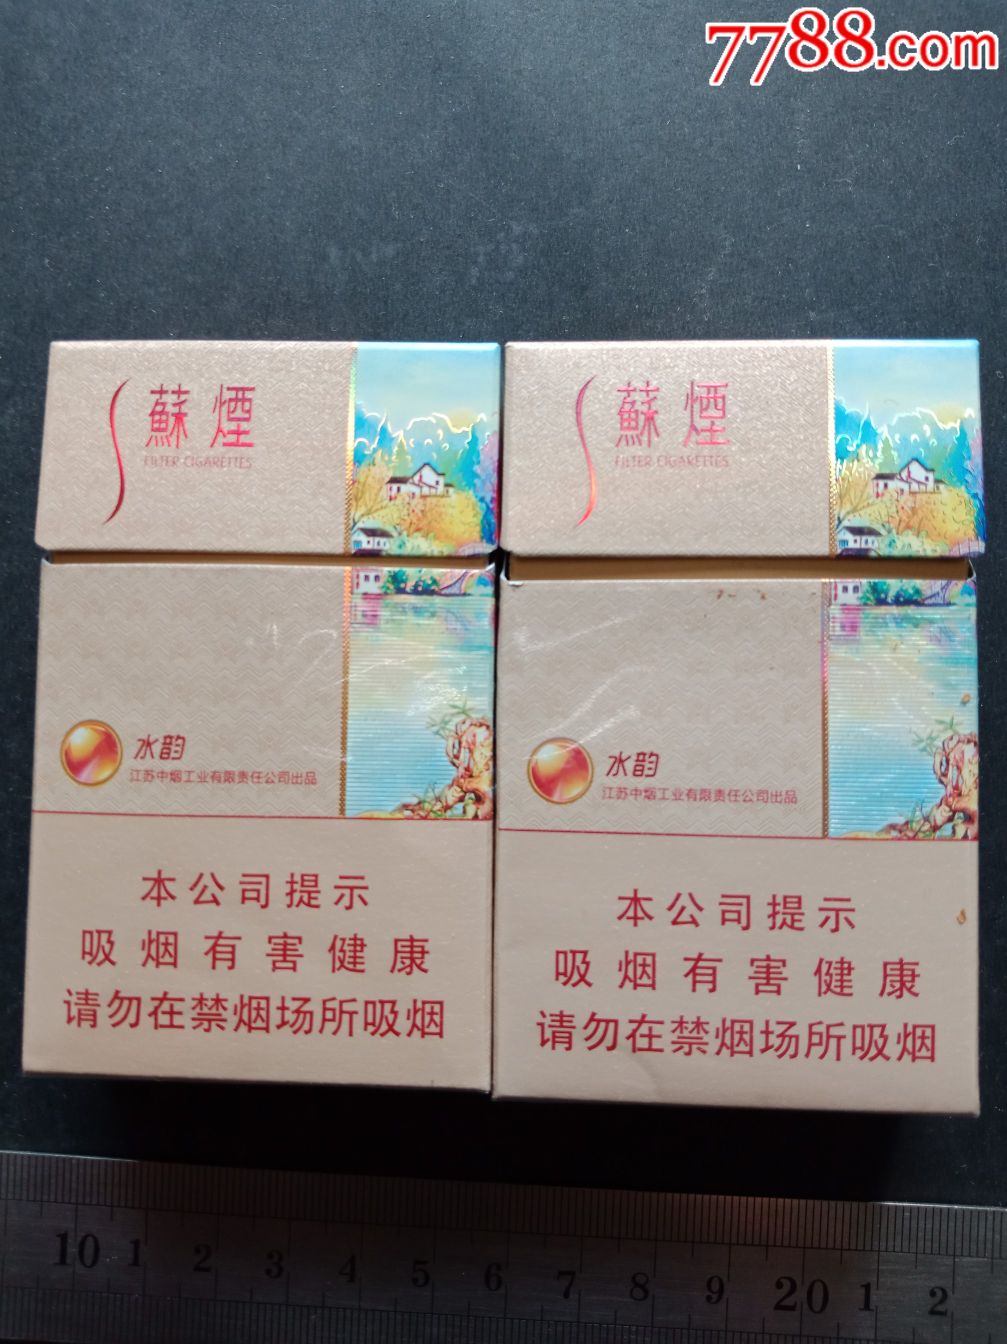 7788.com
蘇煙
FILTER CIGARETTES
水韵
江苏中烟工业有限责任公司出品
本公司提示
吸烟有害健康
请勿在禁烟场所吸烟
蘇煙
FILTER CIGARETTES
水韵
江苏中烟工业有限责任公司出品
本公司提示
吸烟有害健康
请勿在禁烟场所吸烟
10 1 2 3 4 5 6 7 8 9 20 1 2